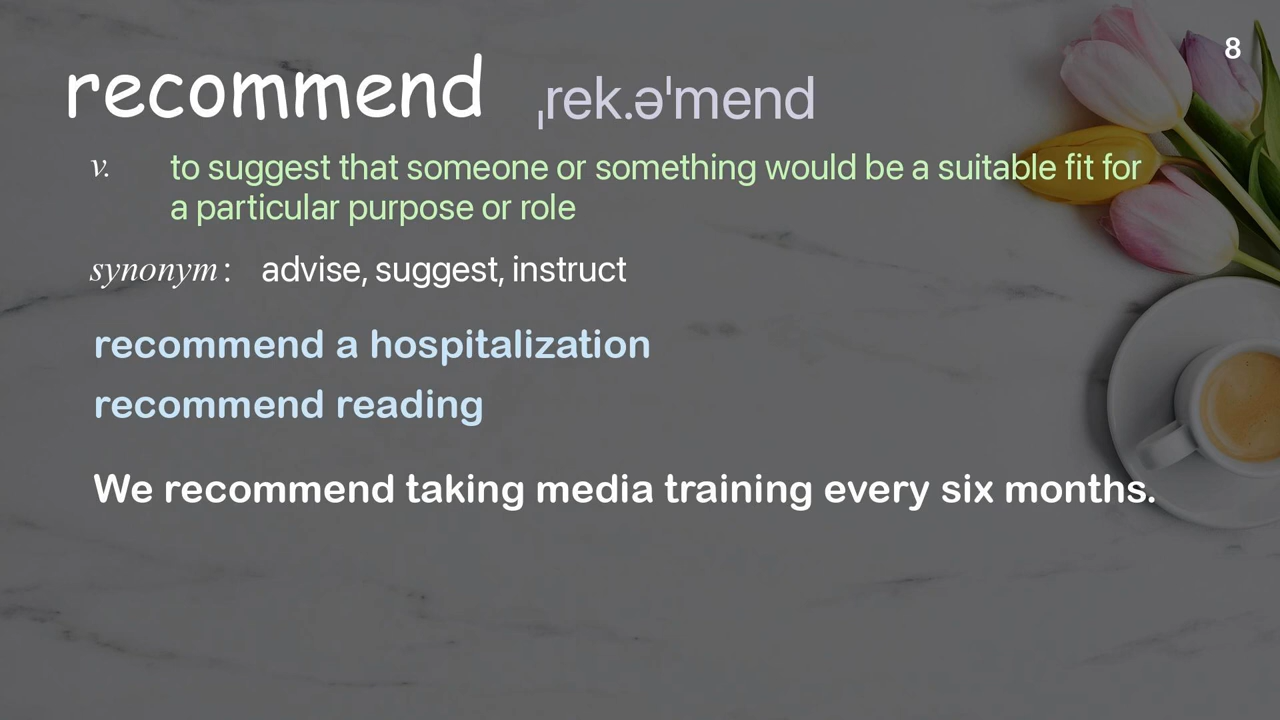 8
recommend ˌrek.əˈmend
v. to suggest that someone or something would be a suitable fit for
a particular purpose or role
synonym: advise, suggest, instruct
recommend a hospitalization
recommend reading
We recommend taking media training every six months.